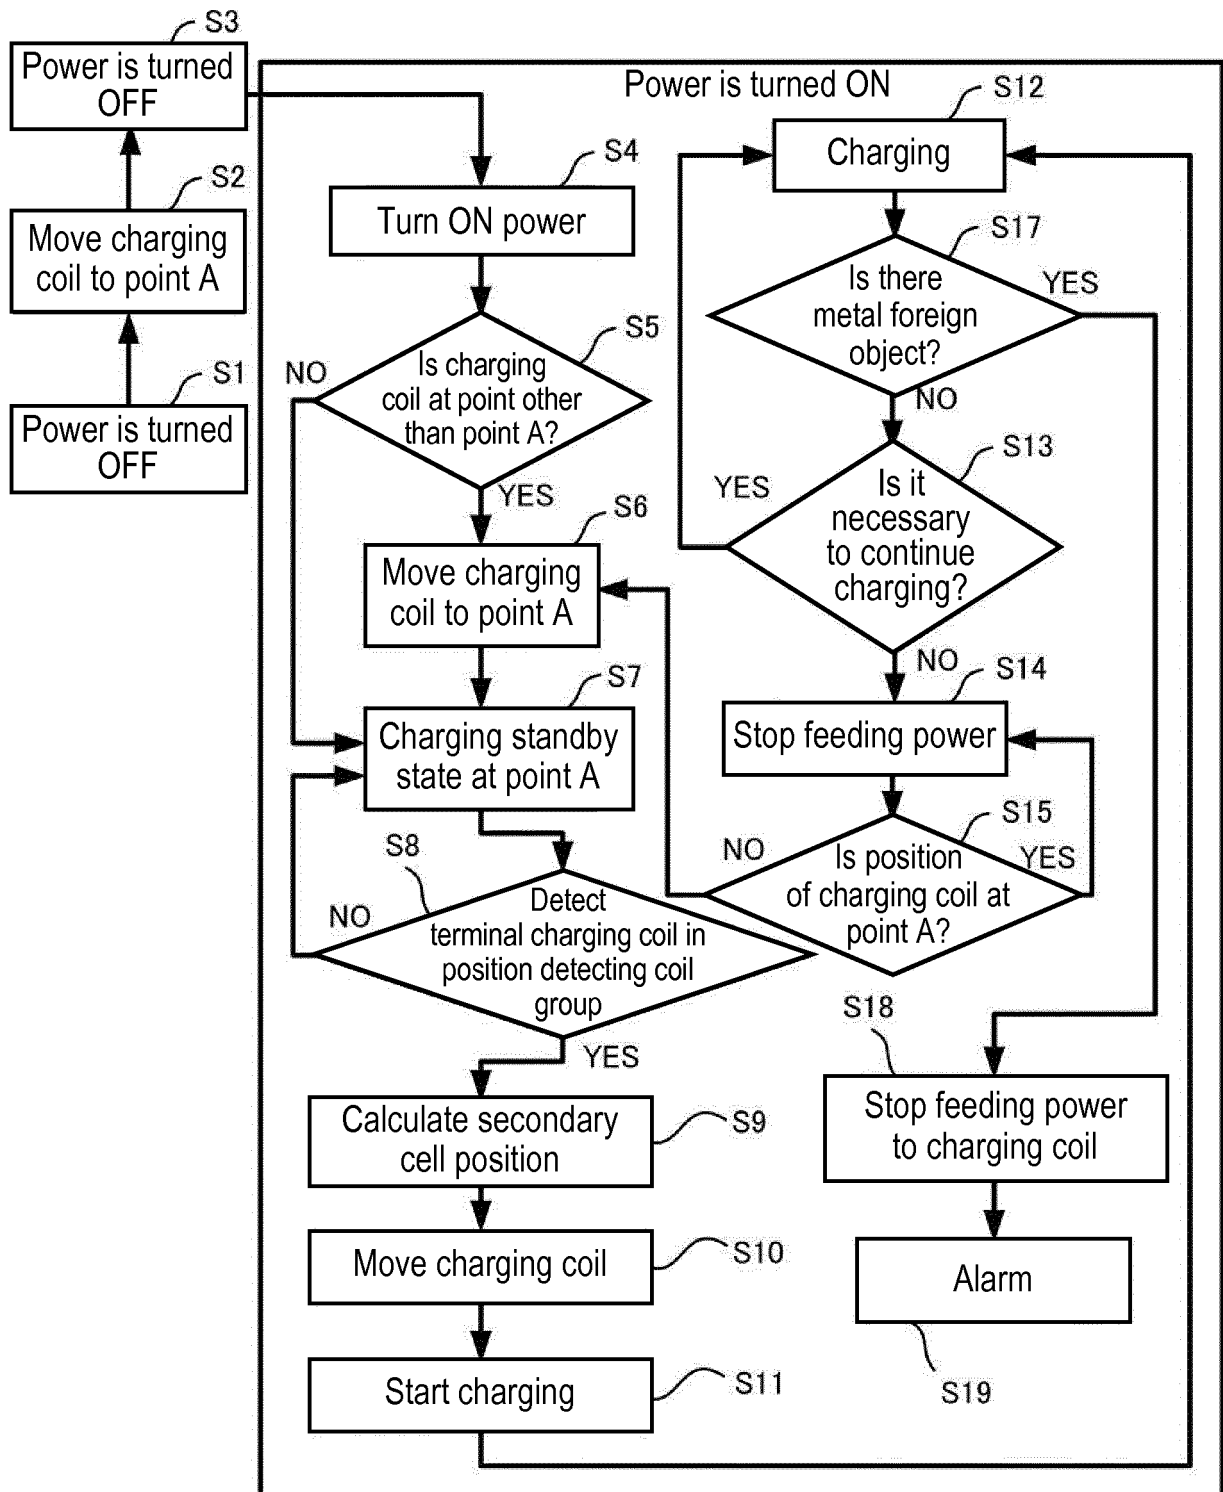 S3
Power is turned
OFF
S2
Move charging
coil to point A
S1
Power is turned
OFF
Power is turned ON
S4
Turn ON power
S5
Is charging
coil at point other
than point A?
NO
YES
S6
Move charging
coil to point A
S7
Charging standby
state at point A
S8
Detect
terminal charging coil in
position detecting coil
group
NO
YES
Calculate secondary
cell position
S9
Move charging coil
S10
Start charging
S11
S12
Charging
S17
Is there
metal foreign
object?
YES
NO
S13
Is it
necessary
to continue
charging?
YES
NO
S14
Stop feeding power
S15
Is position
of charging coil at
point A?
NO
YES
S18
Stop feeding power
to charging coil
Alarm
S19